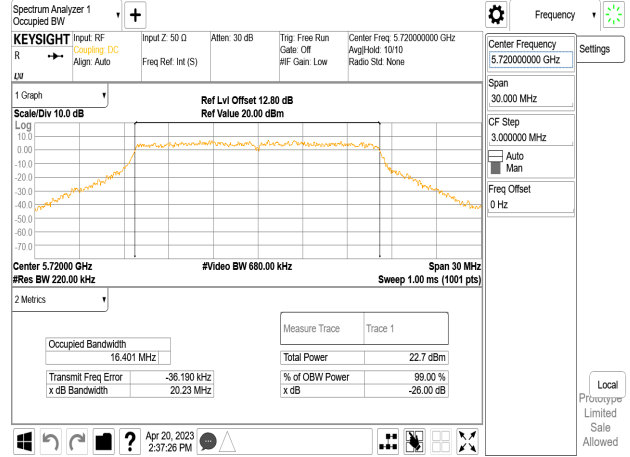 Spectrum Analyzer 1
Occupied BW
Frequency
KEYSIGHT
R
Input: RF
Coupling: DC
Align: Auto
Input Z: 50 Ω
Freq Ref: Int (S)
Atten: 30 dB
Trig: Free Run
Gate: Off
#IF Gain: Low
Center Freq: 5.720000000 GHz
Avg|Hold: 10/10
Radio Std: None
Center Frequency
5.720000000 GHz
Settings
Span
30.000 MHz
CF Step
3.000000 MHz
Auto
Man
Freq Offset
0 Hz
1 Graph
Scale/Div 10.0 dB
Ref Lvl Offset 12.80 dB
Ref Value 20.00 dBm
Log
10.0
0.00
-10.0
-20.0
-30.0
-40.0
-50.0
-60.0
-70.0
Center 5.72000 GHz
#Video BW 680.00 kHz
Span 30 MHz
#Res BW 220.00 kHz
Sweep 1.00 ms (1001 pts)
2 Metrics
Measure Trace
Trace 1
Occupied Bandwidth
16.401 MHz
Total Power
22.7 dBm
Transmit Freq Error
-36.190 kHz
% of OBW Power
99.00 %
x dB Bandwidth
20.23 MHz
x dB
-26.00 dB
Local
Prototype
Limited
Sale
Allowed
Apr 20, 2023
2:37:26 PM